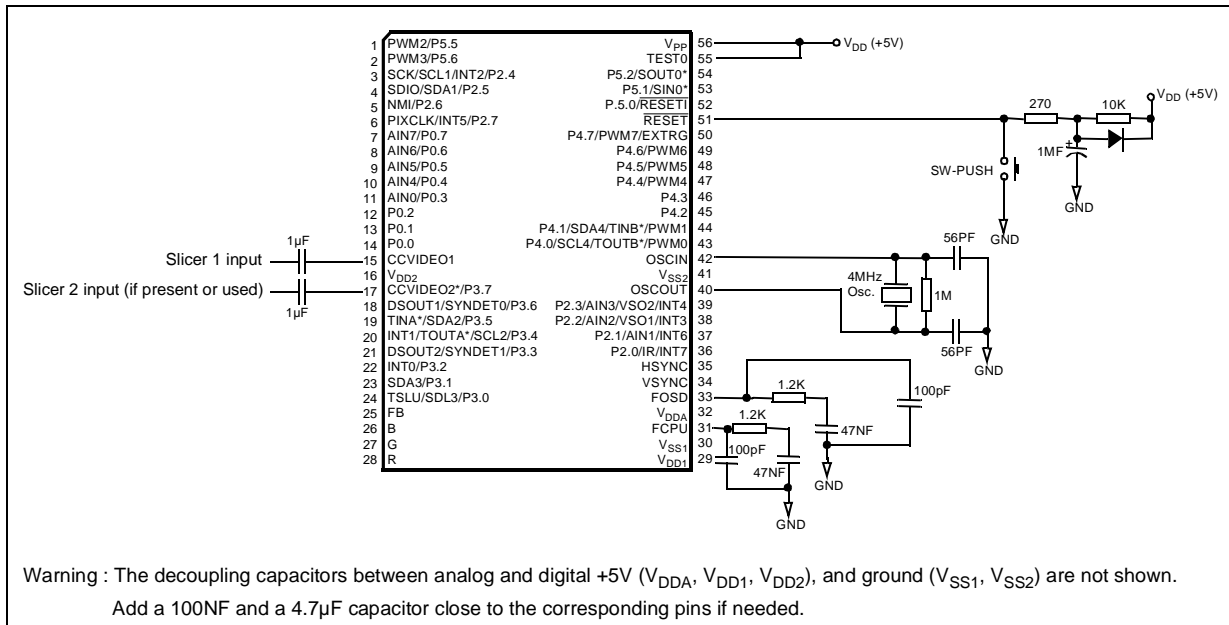 1 PWM2/P5.5
2 PWM3/P5.6
3 SCK/SCL1/INT2/P2.4
4 SDIO/SDA1/P2.5
5 NMI/P2.6
6 PIXCLK/INT5/P2.7
7 AIN7/P0.7
8 AIN6/P0.6
9 AIN5/P0.5
10 AIN4/P0.4
11 AIN0/P0.3
12 P0.2
13 P0.1
14 P0.0
15 CCVIDEO1
16 VDD2
17 CCVIDEO2*/P3.7
18 DSOUT1/SYNDET0/P3.6
19 TINA*/SDA2/P3.5
20 INT1/TOUTA*/SCL2/P3.4
21 DSOUT2/SYNDET1/P3.3
22 INT0/P3.2
23 SDA3/P3.1
24 TSLU/SDL3/P3.0
25 FB
26 B
27 G
28 R
VPP 56
TEST0 55
P5.2/SOUT0* 54
P5.1/SIN0* 53
P.5.0/RESETI 52
RESET 51
P4.7/PWM7/EXTRG 50
P4.6/PWM6 49
P4.5/PWM5 48
P4.4/PWM4 47
P4.3 46
P4.2 45
P4.1/SDA4/TINB*/PWM1 44
P4.0/SCL4/TOUTB*/PWM0 43
OSCIN 42
VSS2 41
OSCOUT 40
P2.3/AIN3/VSO2/INT4 39
P2.2/AIN2/VSO1/INT3 38
P2.1/AIN1/INT6 37
P2.0/IR/INT7 36
HSYNC 35
VSYNC 34
FOSD 33
VDDA 32
FCPU 31
VSS1 30
VDD1 29
1µF
Slicer 1 input
Slicer 2 input (if present or used)
1µF
VDD (+5V)
VDD (+5V)
270
10K
1MF
+
SW-PUSH
GND
GND
56PF
4MHz
Osc.
1M
56PF
GND
1.2K
100pF
47NF
GND
1.2K
100pF
47NF
GND
Warning : The decoupling capacitors between analog and digital +5V (VDDA, VDD1, VDD2), and ground (VSS1, VSS2) are not shown.
Add a 100NF and a 4.7µF capacitor close to the corresponding pins if needed.